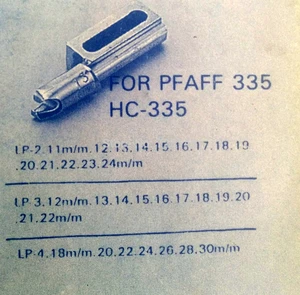 FOR PFAFF 335
HC-335
LP-2.11m/m.12.13.14.15.16.17.18.19
.20.21.22.23.24m/m
LP-3.12m/m.13.14.15.16.17.18.19.20
.21.22m/m
LP-4.18m/m.20.22.24.26.28.30m/m